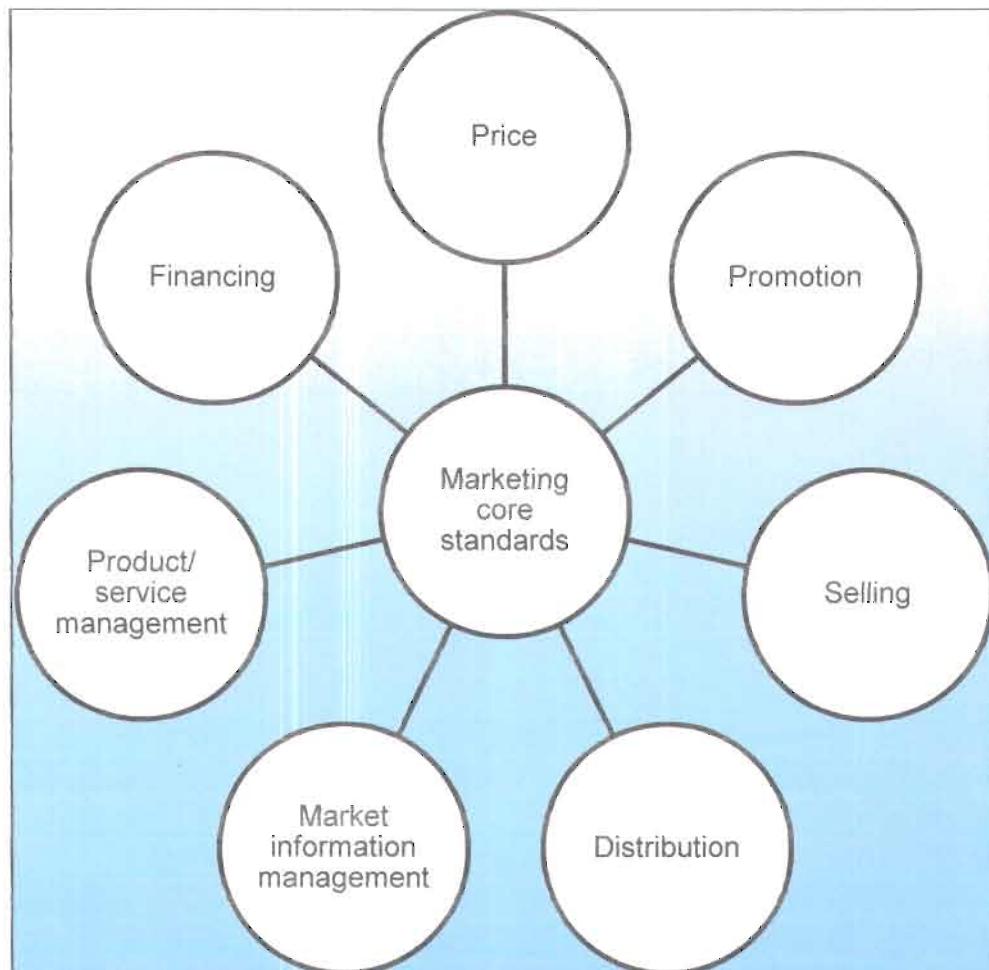 Price
Promotion
Selling
Distribution
Market
information
management
Product/
service
management
Financing
Marketing
core
standards